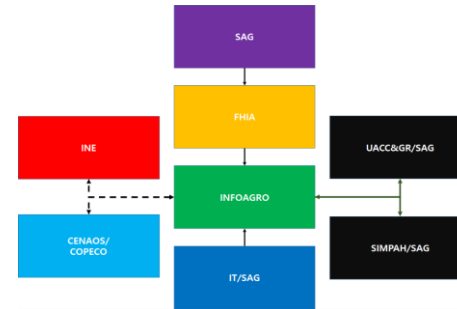 SAG
FHIA
INE
UACC&GR/SAG
INFOAGRO
CENAOS/
COPECO
SIMPAH/SAG
IT/SAG